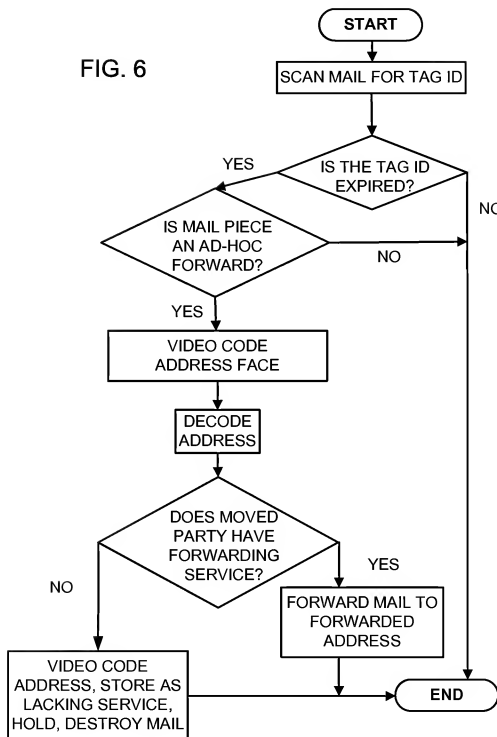 START
FIG. 6
SCAN MAIL FOR TAG ID
YES
IS THE TAG ID
EXPIRED?
NO
IS MAIL PIECE
AN AD-HOC
FORWARD?
NO
YES
VIDEO CODE
ADDRESS FACE
DECODE
ADDRESS
DOES MOVED
PARTY HAVE
FORWARDING
SERVICE?
YES
NO
FORWARD MAIL TO
FORWARDED
ADDRESS
VIDEO CODE
ADDRESS, STORE AS
LACKING SERVICE,
HOLD, DESTROY MAIL
END